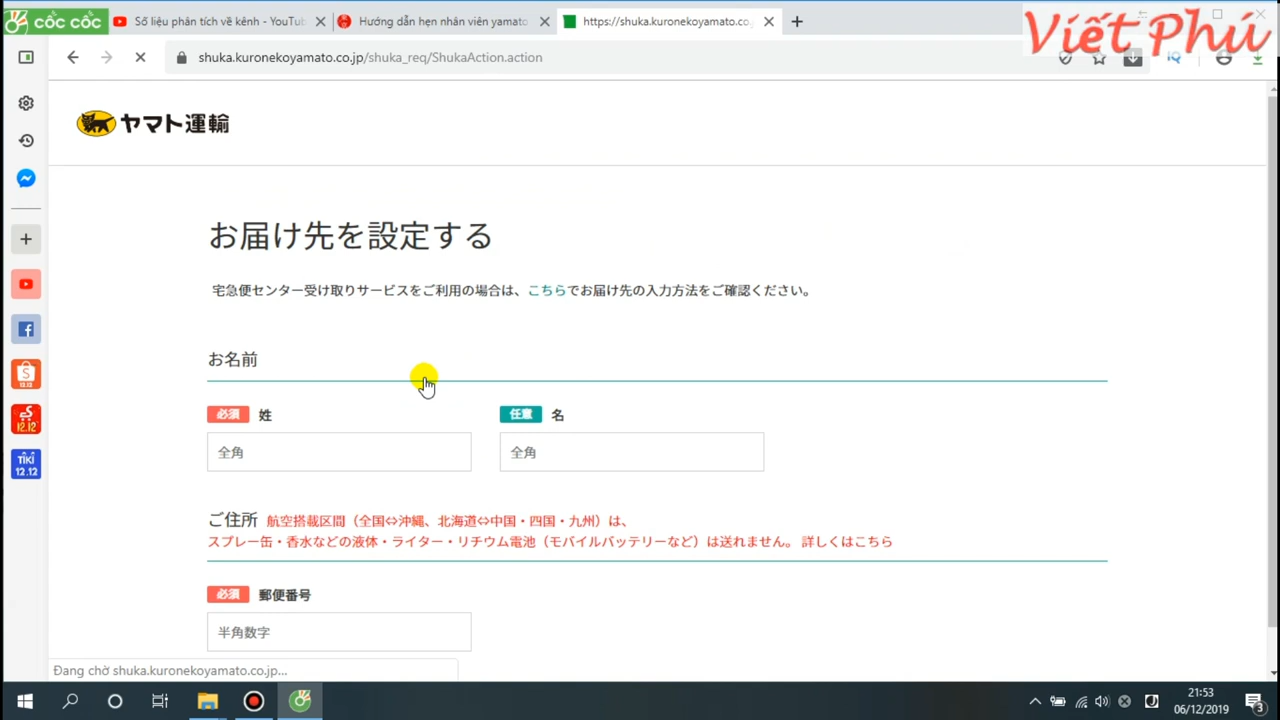 cốc cốc
Số liệu phân tích về kênh - YouTu
Hướng dẫn hẹn nhân viên yamato
https://shuka.kuronekoyamato.co.
Viết Phú
shuka.kuronekoyamato.co.jp/shuka_req/ShukaAction.action
ヤマト運輸
お届け先を設定する
宅急便センター受け取りサービスをご利用の場合は、こちらでお届け先の入力方法をご確認ください。
お名前
必須 姓
任意 名
全角
全角
ご住所 航空搭載区間（全国⇔沖縄、北海道⇔中国・四国・九州）は、
スプレー缶・香水などの液体・ライター・リチウム電池（モバイルバッテリーなど）は送れません。 詳しくはこちら
必須 郵便番号
半角数字
12.12
TIKI
12.12
Đang chờ shuka.kuronekoyamato.co.jp...
21:53
06/12/2019
3